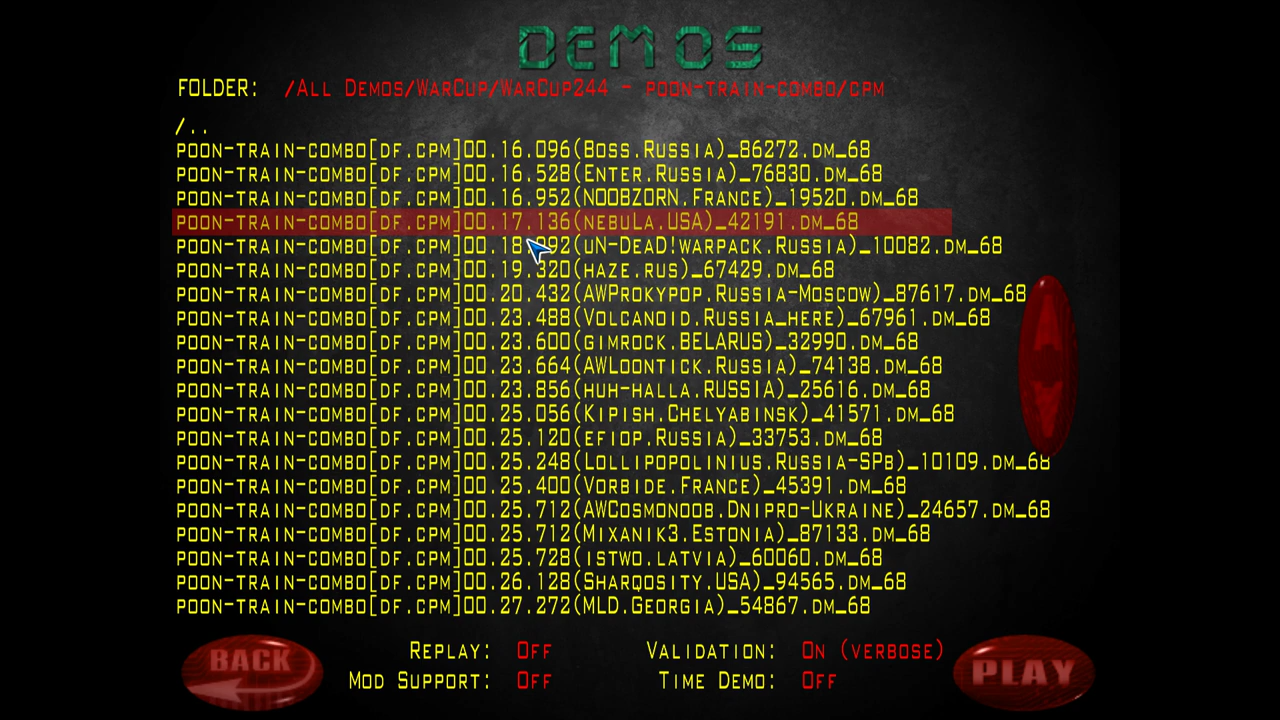 DEMOS
FOLDER: /All Demos/WarCup/WarCup244 - poon-train-combo/cpm
/..
poon-train-combo[df.cpm]00.16.096(Boss.Russia)_86272.dm_68
poon-train-combo[df.cpm]00.16.528(Enter.Russia)_76830.dm_68
poon-train-combo[df.cpm]00.16.952(N00BZORN.France)_19520.dm_68
poon-train-combo[df.cpm]00.17.136(nebuLa.USA)_42191.dm_68
poon-train-combo[df.cpm]00.18.992(uN-DeaD!warpack.Russia)_10082.dm_68
poon-train-combo[df.cpm]00.19.320(haze.rus)_67429.dm_68
poon-train-combo[df.cpm]00.20.432(AWProkypop.Russia-Moscow)_87617.dm_68
poon-train-combo[df.cpm]00.23.488(Volcanoid.Russia_here)_67961.dm_68
poon-train-combo[df.cpm]00.23.600(gimrock.BELARUS)_32990.dm_68
poon-train-combo[df.cpm]00.23.664(AWLoontick.Russia)_74138.dm_68
poon-train-combo[df.cpm]00.23.856(huh-halla.RUSSIA)_25616.dm_68
poon-train-combo[df.cpm]00.25.056(Kipish.Chelyabinsk)_41571.dm_68
poon-train-combo[df.cpm]00.25.120(efiop.Russia)_33753.dm_68
poon-train-combo[df.cpm]00.25.248(Lollipopolinius.Russia-SPb)_10109.dm_68
poon-train-combo[df.cpm]00.25.400(Vorbide.France)_45391.dm_68
poon-train-combo[df.cpm]00.25.712(AWCosmonoob.Dnipro-Ukraine)_24657.dm_68
poon-train-combo[df.cpm]00.25.712(Mixanik3.Estonia)_87133.dm_68
poon-train-combo[df.cpm]00.25.728(istwo.latvia)_60060.dm_68
poon-train-combo[df.cpm]00.26.128(Sharqosity.USA)_94565.dm_68
poon-train-combo[df.cpm]00.27.272(MLD.Georgia)_54867.dm_68
Replay: Off Validation: On (verbose)
Mod Support: Off Time Demo: Off
BACK PLAY